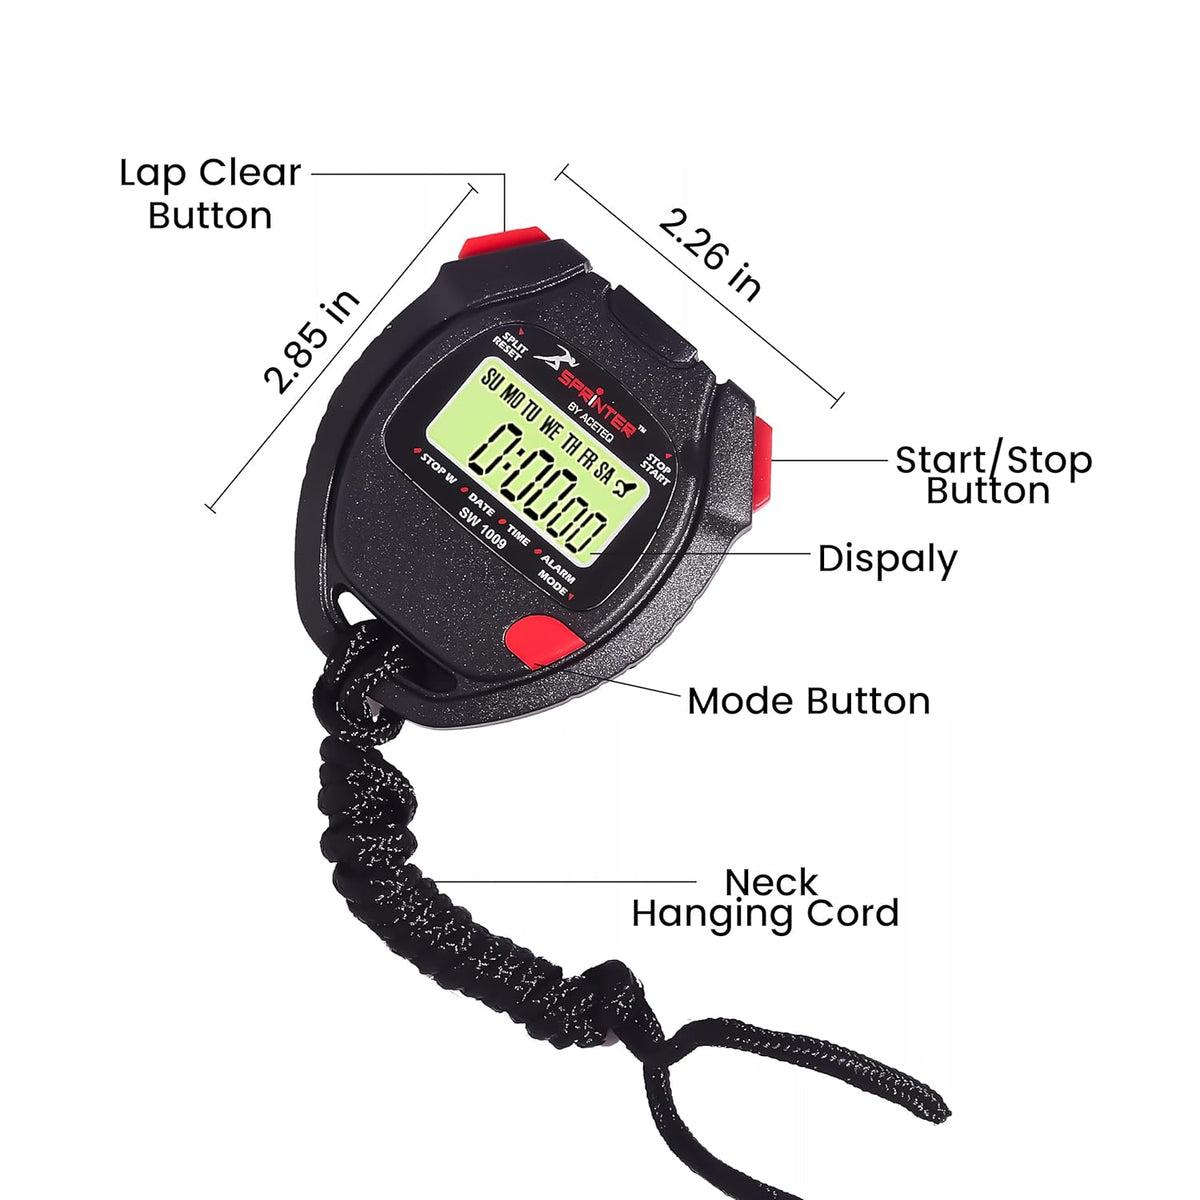 Lap Clear
Button
2.26 in
2.85 in
SPLIT
RESET
SPRiNTER™
BY ACETEQ
SU MO TU WE TH FR SA
0:0000
STOP
START
STOP W
DATE
TIME
ALARM
SW 1009
MODE
Start/Stop
Button
Dispaly
Mode Button
Neck
Hanging Cord